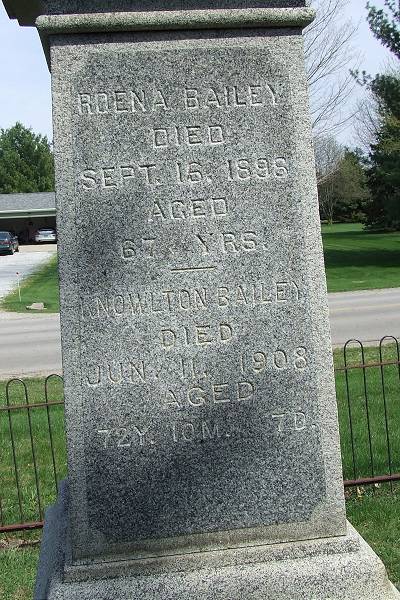 ROENA BAILEY
DIED
SEPT. 16. 1898
AGED
67 YRS.
KNOWLTON BAILEY
DIED
JUN. 11. 1908
AGED
72Y. 10M. 7D.